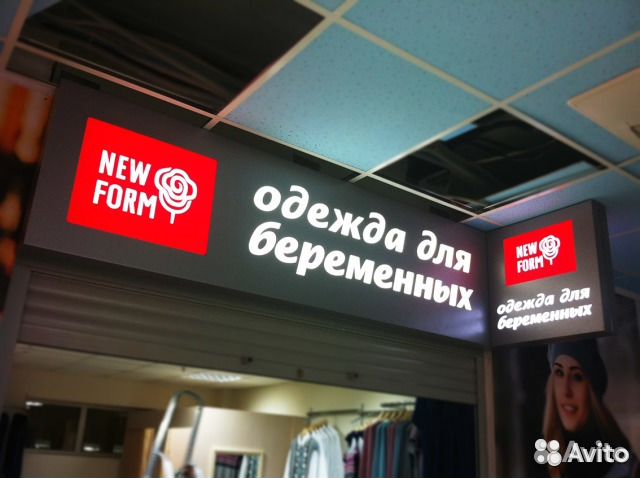 NEW
FORM
одежда для
беременных
NEW
FORM
одежда для
беременных
Avito